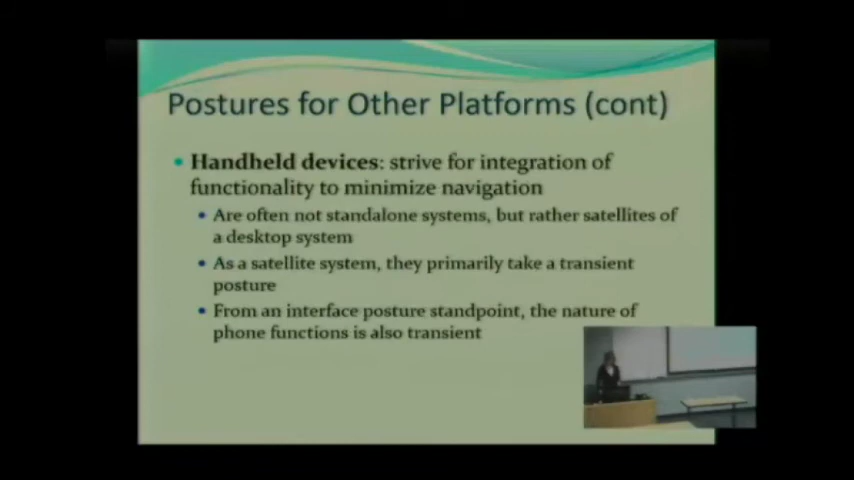 Postures for Other Platforms (cont)
Handheld devices: strive for integration of
functionality to minimize navigation
Are often not standalone systems, but rather satellites of
a desktop system
As a satellite system, they primarily take a transient
posture
From an interface posture standpoint, the nature of
phone functions is also transient